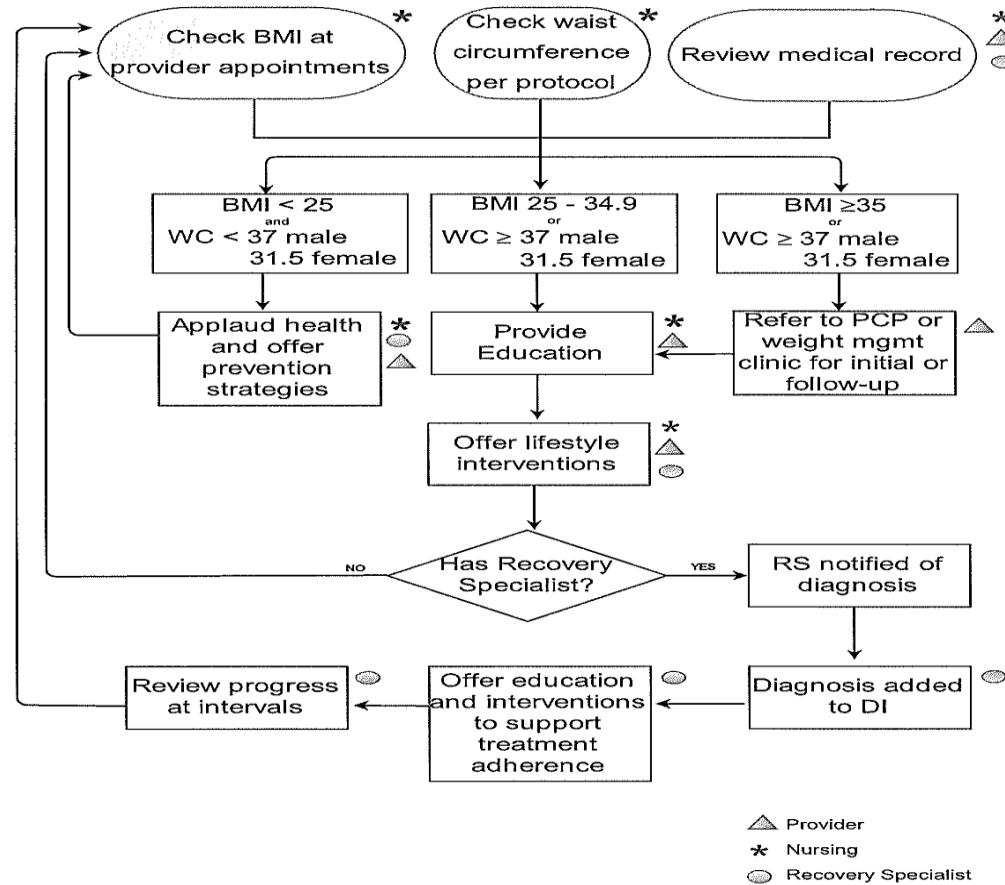 Check BMI at
provider appointments
*
Check waist
circumference
per protocol
*
Review medical record
*
BMI < 25
and
WC < 37 male
31.5 female
BMI 25 - 34.9
or
WC ≥ 37 male
31.5 female
BMI ≥35
or
WC ≥ 37 male
31.5 female
Applaud health
and offer
prevention
strategies
*
Provide
Education
*
Refer to PCP or
weight mgmt
clinic for initial or
follow-up
Offer lifestyle
interventions
*
NO
Has Recovery
Specialist?
YES
RS notified of
diagnosis
Review progress
at intervals
Offer education
and interventions
to support
treatment
adherence
Diagnosis added
to DI
Provider
* Nursing
Recovery Specialist